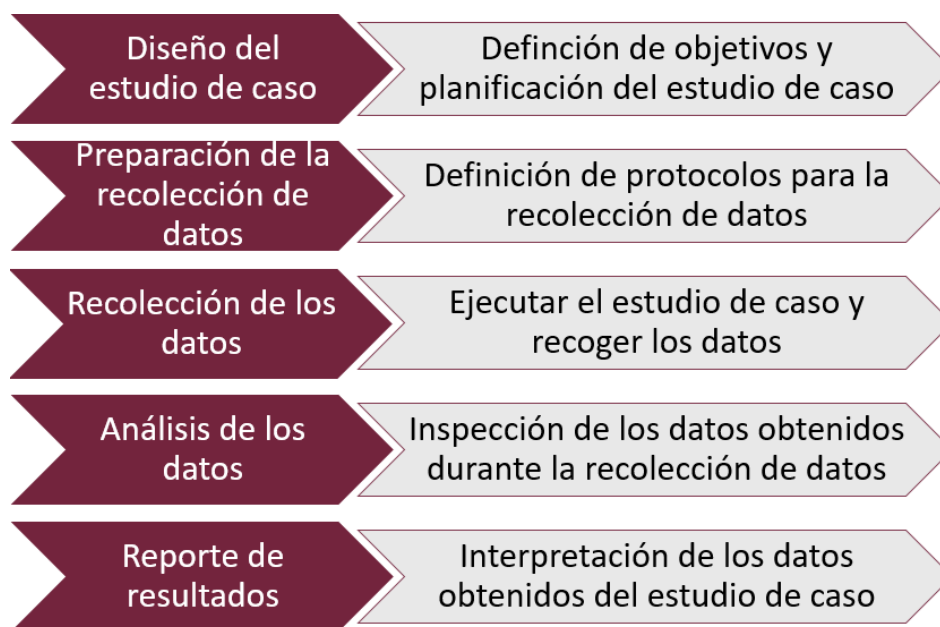 Diseño del
estudio de caso
Definción de objetivos y
planificación del estudio de caso
Preparación de la
recolección de
datos
Definición de protocolos para la
recolección de datos
Recolección de los
datos
Ejecutar el estudio de caso y
recoger los datos
Análisis de los
datos
Inspección de los datos obtenidos
durante la recolección de datos
Reporte de
resultados
Interpretación de los datos
obtenidos del estudio de caso